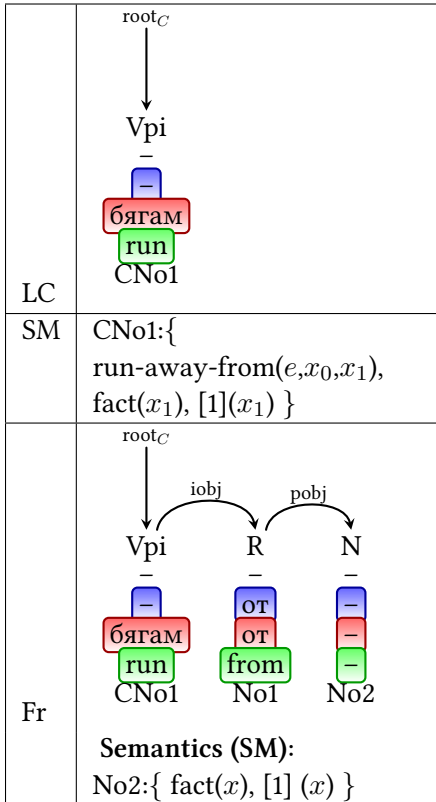 root_C
Vpi
–
–
бягам
run
CNo1
LC
SM CNo1:{
run-away-from(e,x_0,x_1),
fact(x_1), [1](x_1) }
root_C
iobj pobj
Vpi R N
– – –
– от –
бягам от –
run from –
CNo1 No1 No2
Fr
Semantics (SM):
No2:{ fact(x), [1] (x) }